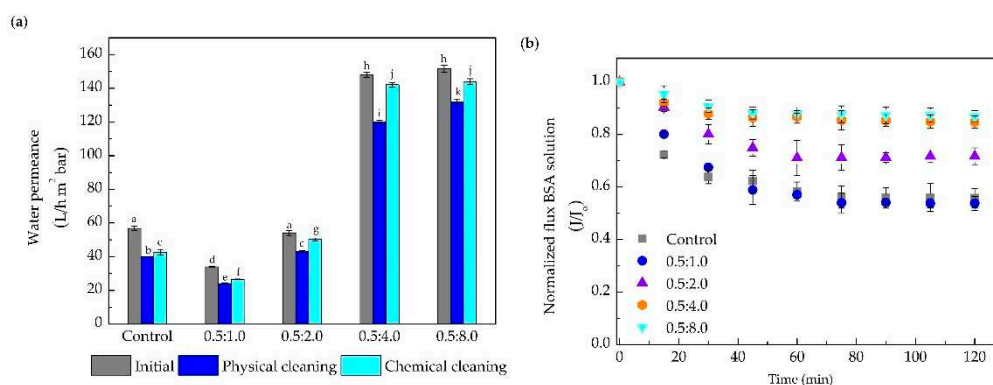 (a)
160
140
120
100
80
60
40
20
0
Water permeance
(L/h m² bar)
a
b
c
d
e
f
a
c
g
h
i
j
h
k
j
Control
0.5:1.0
0.5:2.0
0.5:4.0
0.5:8.0
Initial
Physical cleaning
Chemical cleaning
(b)
1.0
0.8
0.6
0.4
0.2
0.0
Normalized flux BSA solution
(J/Jo)
Control
0.5:1.0
0.5:2.0
0.5:4.0
0.5:8.0
0
20
40
60
80
100
120
Time (min)